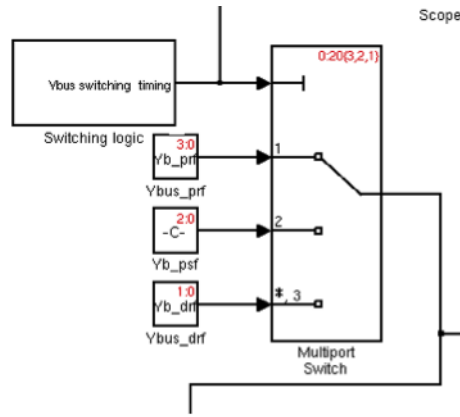 Scope
0:20{3,2,1}
Ybus switching timing
Switching logic
3:0
1
Yb_prf
Ybus_prf
2:0
2
-C-
Yb_psf
1:0
*, 3
Yb_drf
Ybus_drf
Multiport
Switch